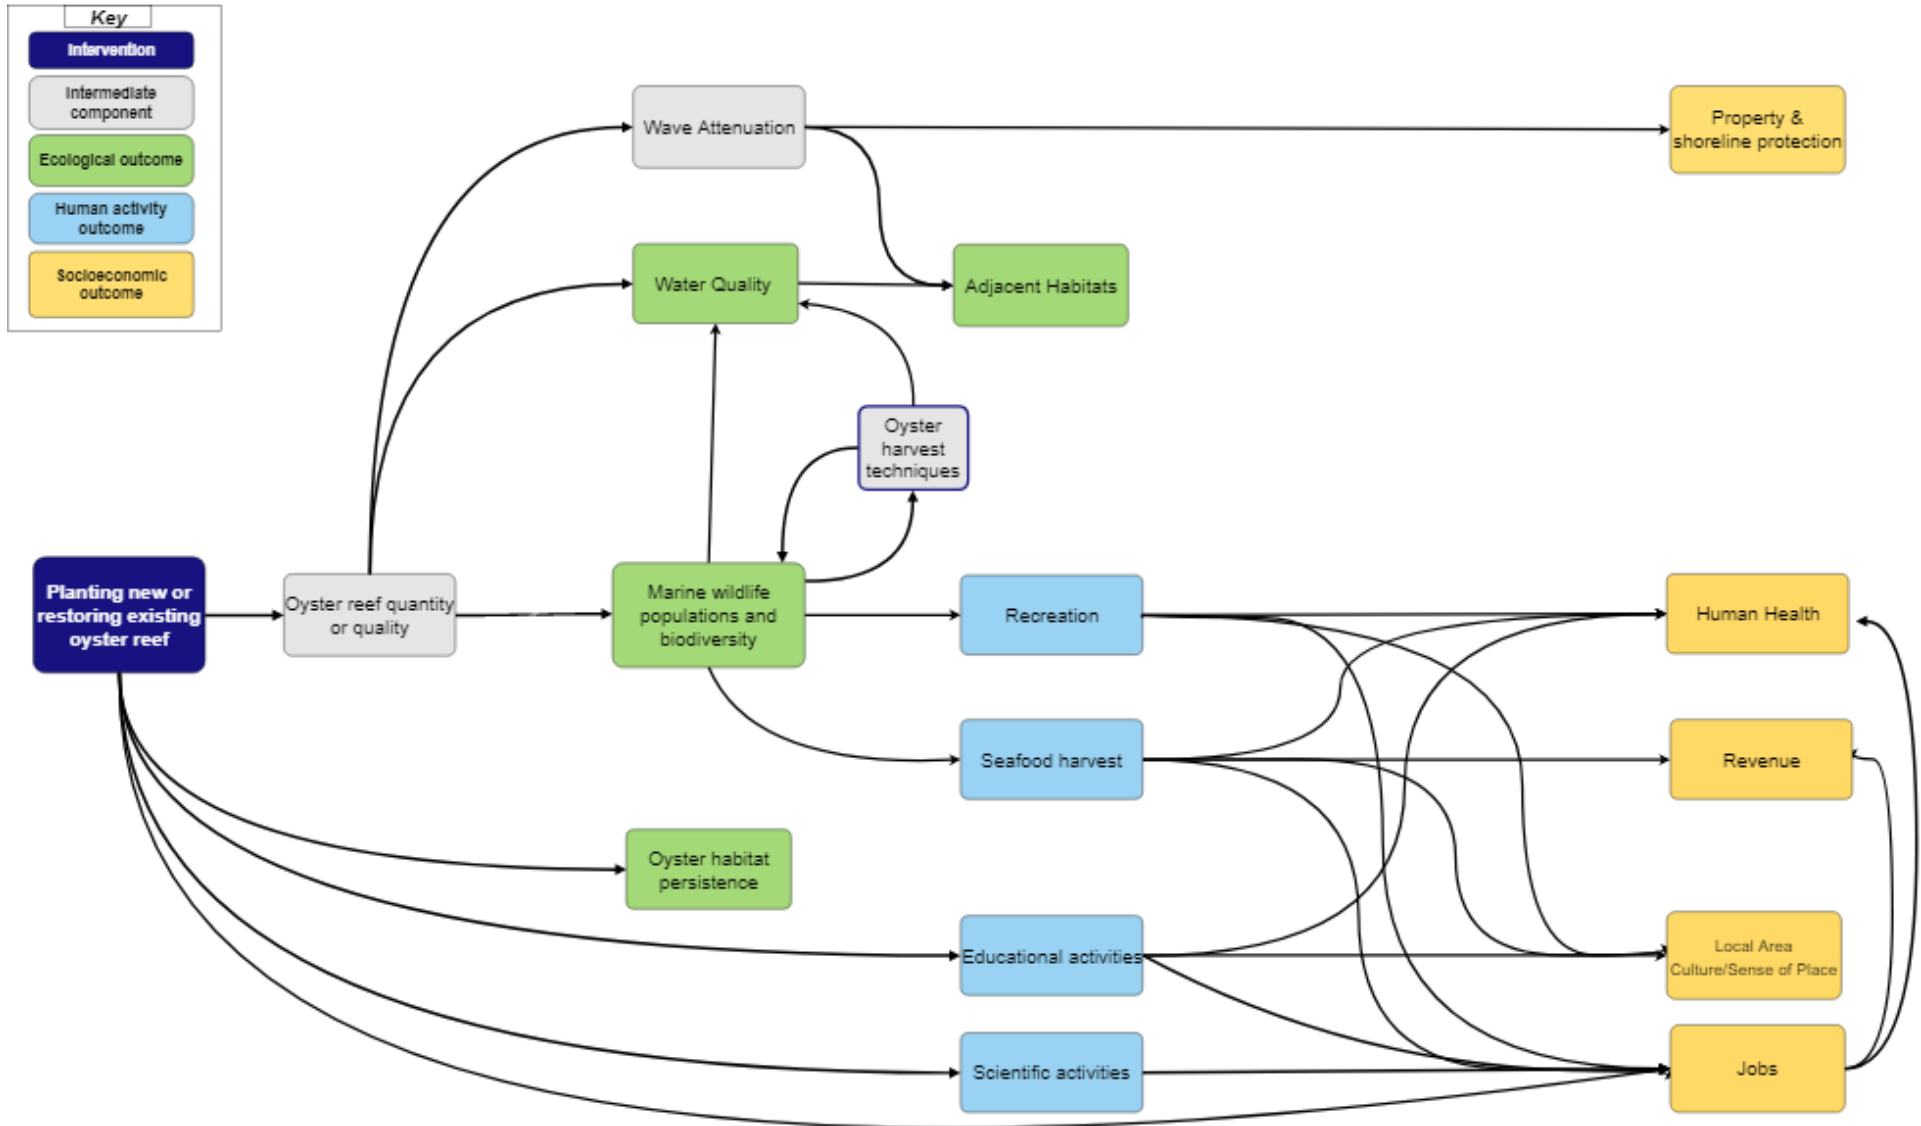 Key
Intervention
Intermediate
component
Ecological outcome
Human activity
outcome
Socioeconomic
outcome
Wave Attenuation
Property &
shoreline protection
Water Quality
Adjacent Habitats
Oyster
harvest
techniques
Planting new or
restoring existing
oyster reef
Oyster reef quantity
or quality
Marine wildlife
populations and
biodiversity
Recreation
Human Health
Seafood harvest
Revenue
Oyster habitat
persistence
Educational activities
Local Area
Culture/Sense of Place
Scientific activities
Jobs